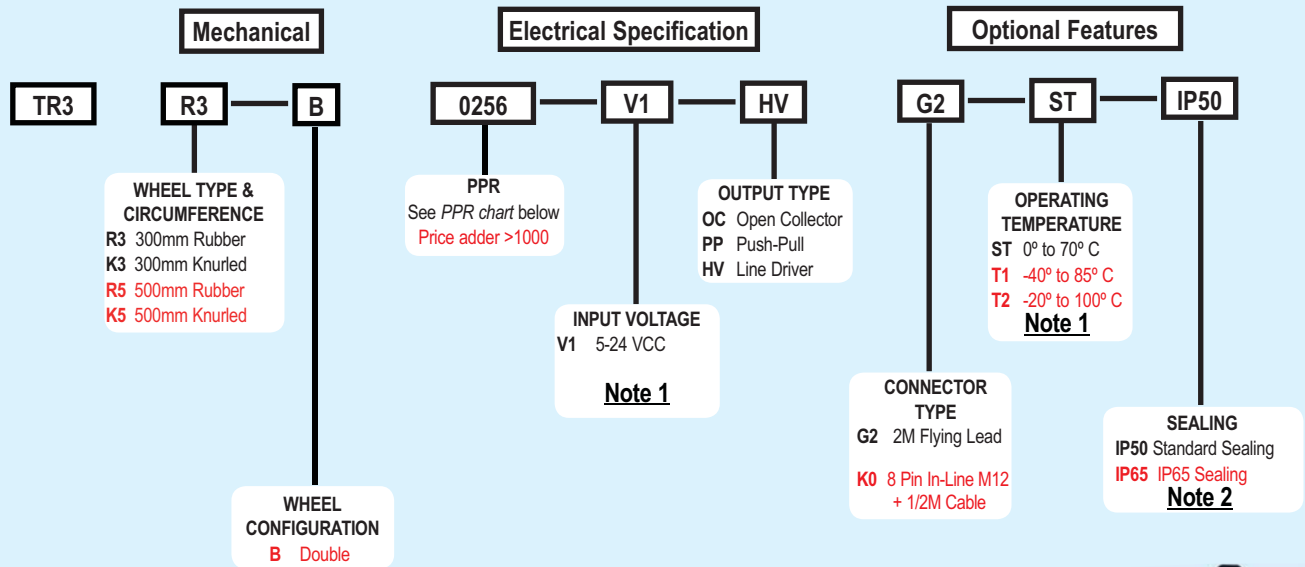 Mechanical
Electrical Specification
Optional Features
TR3
R3
B
0256
V1
HV
G2
ST
IP50
WHEEL TYPE &
CIRCUMFERENCE
R3 300mm Rubber
K3 300mm Knurled
R5 500mm Rubber
K5 500mm Knurled
WHEEL
CONFIGURATION
B Double
PPR
See PPR chart below
Price adder >1000
INPUT VOLTAGE
V1 5-24 VCC
Note 1
OUTPUT TYPE
OC Open Collector
PP Push-Pull
HV Line Driver
CONNECTOR
TYPE
G2 2M Flying Lead
K0 8 Pin In-Line M12
+ 1/2M Cable
OPERATING
TEMPERATURE
ST 0º to 70º C
T1 -40º to 85º C
T2 -20º to 100º C
Note 1
SEALING
IP50 Standard Sealing
IP65 IP65 Sealing
Note 2